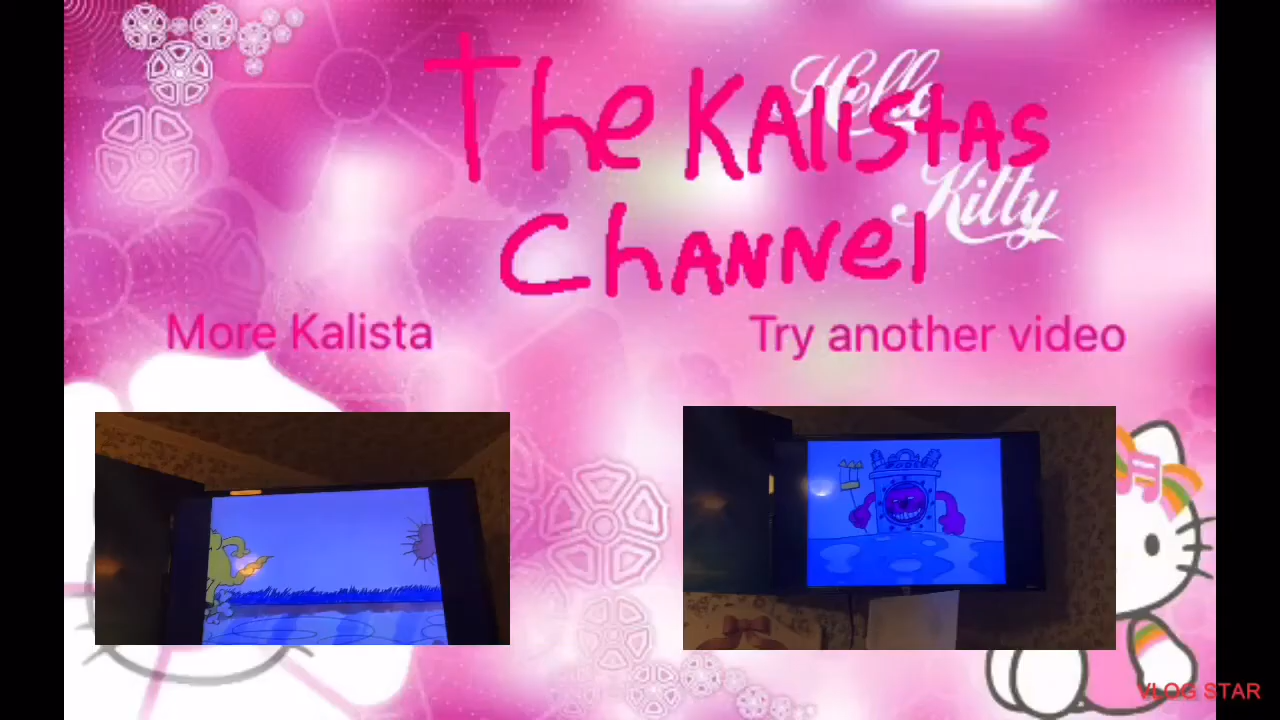 The KAlistAs
ChANNel
Hello
Kitty
More Kalista
Try another video
VLOG STAR